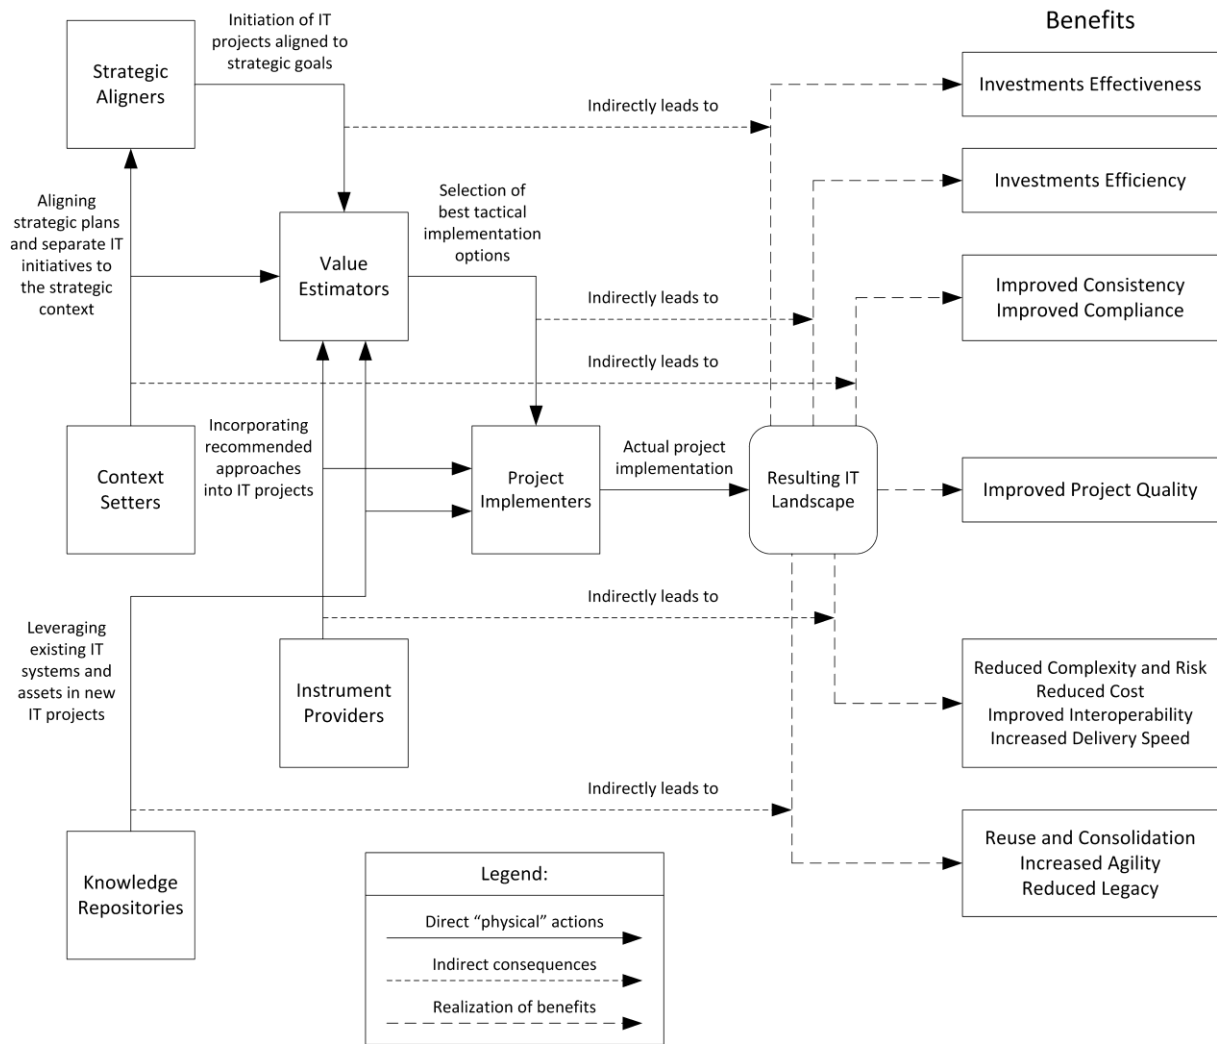 Benefits
Initiation of IT
projects aligned to
strategic goals
Strategic
Aligners
Indirectly leads to
Investments Effectiveness
Investments Efficiency
Aligning
strategic plans
and separate IT
initiatives to
the strategic
context
Selection of
best tactical
implementation
options
Value
Estimators
Indirectly leads to
Improved Consistency
Improved Compliance
Indirectly leads to
Context
Setters
Incorporating
recommended
approaches
into IT projects
Project
Implementers
Actual project
implementation
Resulting IT
Landscape
Improved Project Quality
Indirectly leads to
Leveraging
existing IT
systems and
assets in new
IT projects
Instrument
Providers
Reduced Complexity and Risk
Reduced Cost
Improved Interoperability
Increased Delivery Speed
Indirectly leads to
Knowledge
Repositories
Reuse and Consolidation
Increased Agility
Reduced Legacy
Legend:
Direct “physical” actions
Indirect consequences
Realization of benefits